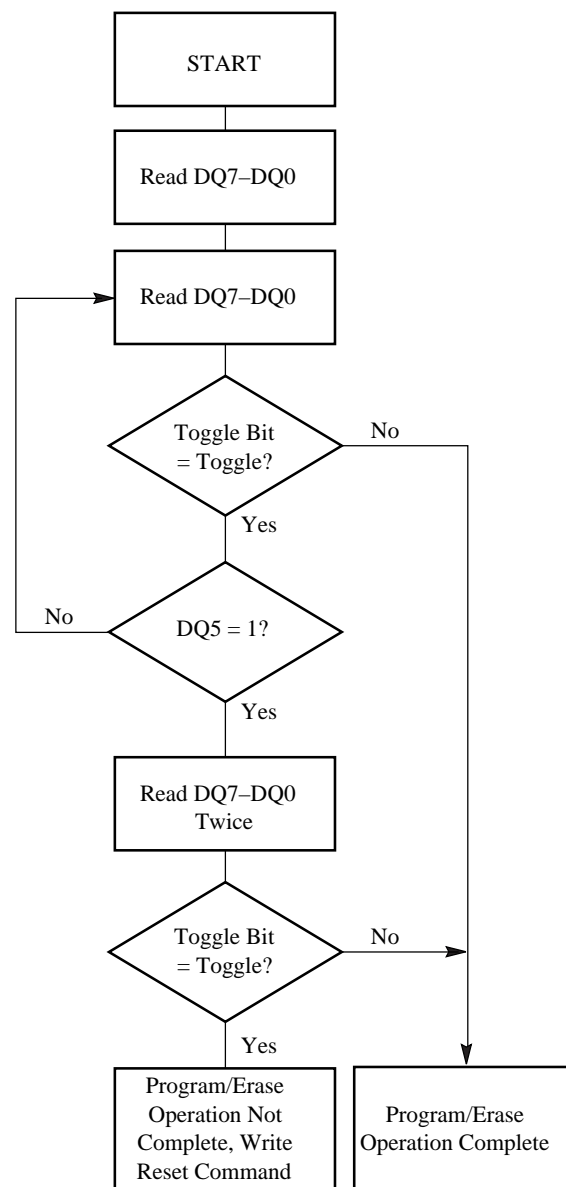 START
Read DQ7–DQ0
Read DQ7–DQ0
Toggle Bit
= Toggle?
No
Yes
No
DQ5 = 1?
Yes
Read DQ7–DQ0
Twice
Toggle Bit
= Toggle?
No
Yes
Program/Erase
Operation Not
Complete, Write
Reset Command
Program/Erase
Operation Complete